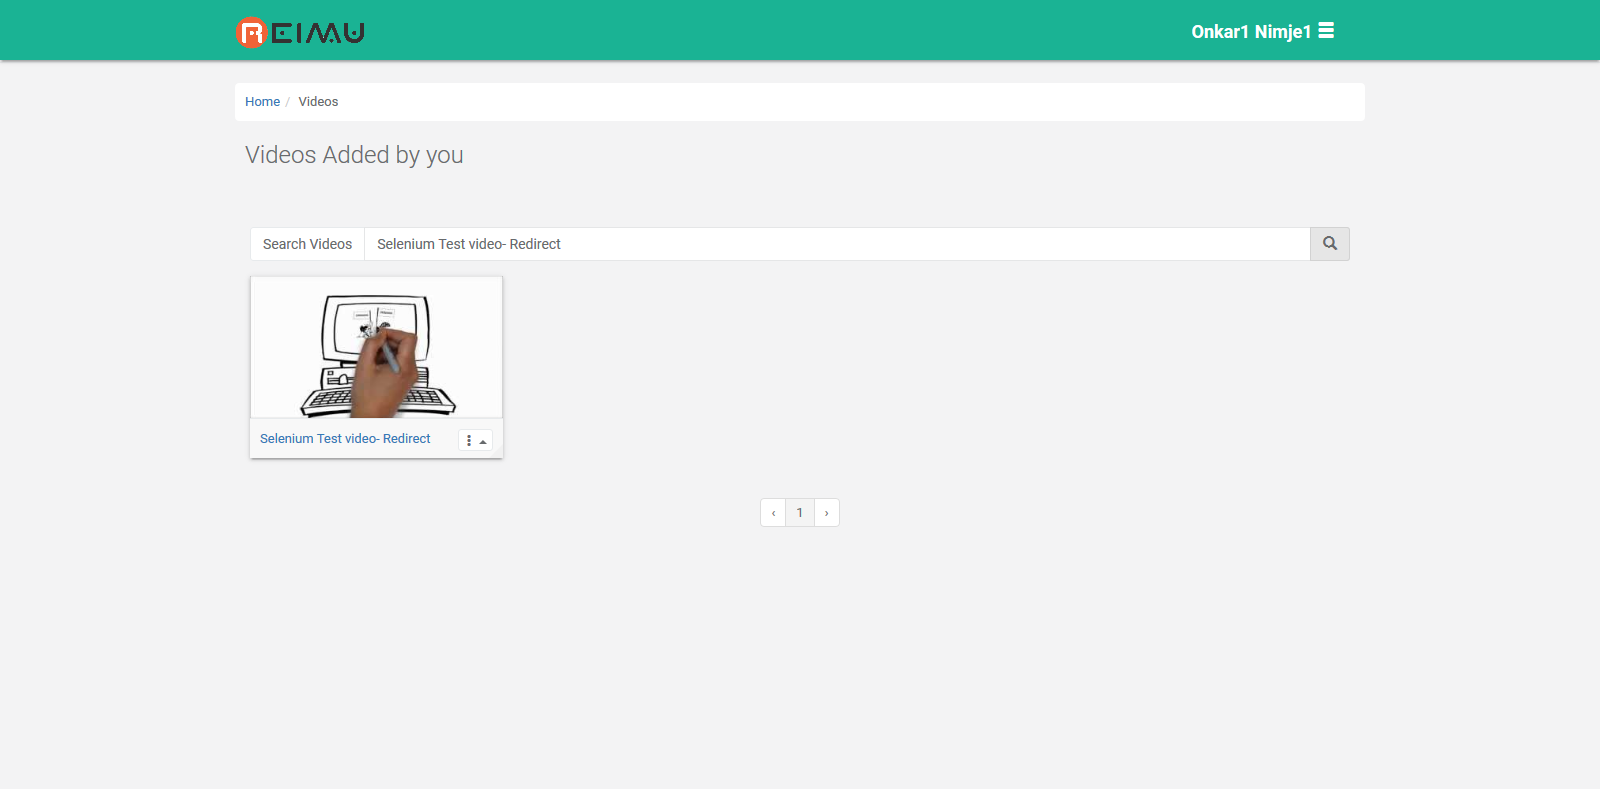 REIMU
Onkar1 Nimje1
Home / Videos
Videos Added by you
Search Videos Selenium Test video- Redirect
Selenium Test video- Redirect
‹ 1 ›